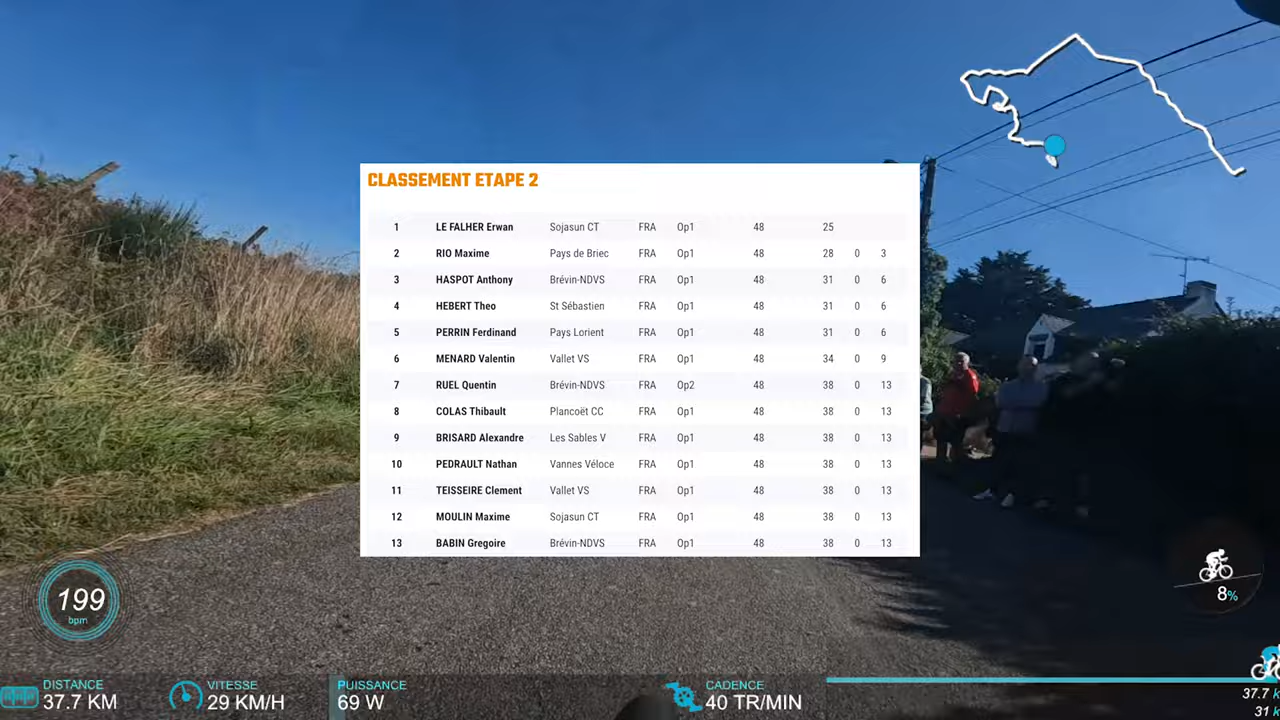 CLASSEMENT ETAPE 2
1 LE FALHER Erwan Sojasun CT FRA Op1 48 25
2 RIO Maxime Pays de Briec FRA Op1 48 28 0 3
3 HASPOT Anthony Brévin-NDVS FRA Op1 48 31 0 6
4 HEBERT Theo St Sébastien FRA Op1 48 31 0 6
5 PERRIN Ferdinand Pays Lorient FRA Op1 48 31 0 6
6 MENARD Valentin Vallet VS FRA Op1 48 34 0 9
7 RUEL Quentin Brévin-NDVS FRA Op2 48 38 0 13
8 COLAS Thibault Plancoët CC FRA Op1 48 38 0 13
9 BRISARD Alexandre Les Sables V FRA Op1 48 38 0 13
10 PEDRAULT Nathan Vannes Véloce FRA Op1 48 38 0 13
11 TEISSEIRE Clement Vallet VS FRA Op1 48 38 0 13
12 MOULIN Maxime Sojasun CT FRA Op1 48 38 0 13
13 BABIN Gregoire Brévin-NDVS FRA Op1 48 38 0 13
199
bpm
8%
DISTANCE
37.7 KM
VITESSE
29 KM/H
PUISSANCE
69 W
CADENCE
40 TR/MIN
37.7 k
31 k